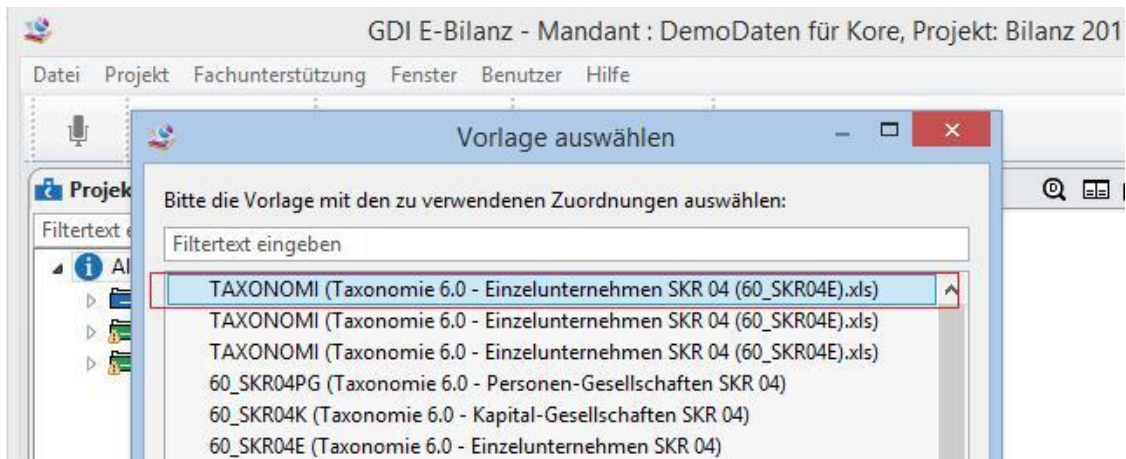 GDI E-Bilanz - Mandant : DemoDaten für Kore, Projekt: Bilanz 201
Datei Projekt Fachunterstützung Fenster Benutzer Hilfe
Vorlage auswählen
Projek
Bitte die Vorlage mit den zu verwendenen Zuordnungen auswählen:
Filtertext e
Filtertext eingeben
Al
TAXONOMI (Taxonomie 6.0 - Einzelunternehmen SKR 04 (60_SKR04E).xls)
TAXONOMI (Taxonomie 6.0 - Einzelunternehmen SKR 04 (60_SKR04E).xls)
TAXONOMI (Taxonomie 6.0 - Einzelunternehmen SKR 04 (60_SKR04E).xls)
60_SKR04PG (Taxonomie 6.0 - Personen-Gesellschaften SKR 04)
60_SKR04K (Taxonomie 6.0 - Kapital-Gesellschaften SKR 04)
60_SKR04E (Taxonomie 6.0 - Einzelunternehmen SKR 04)